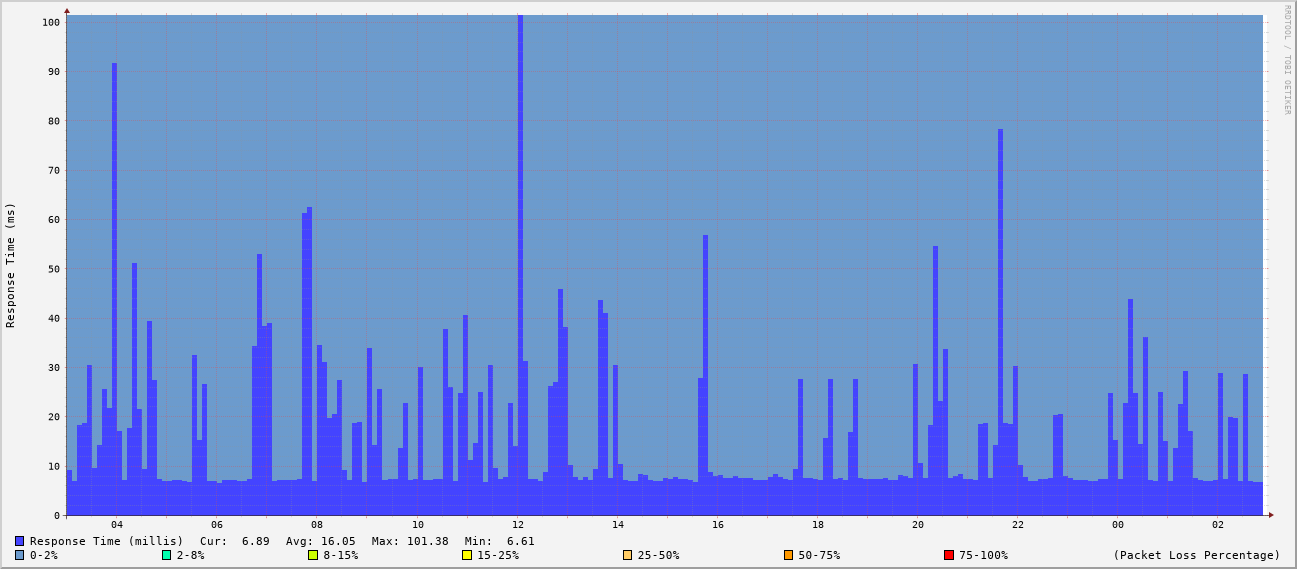 RRDTOOL / TOBI OETIKER
Response Time (ms)
100
90
80
70
60
50
40
30
20
10
0
04 06 08 10 12 14 16 18 20 22 00 02
Response Time (millis) Cur: 6.89 Avg: 16.05 Max: 101.38 Min: 6.61
0-2% 2-8% 8-15% 15-25% 25-50% 50-75% 75-100% (Packet Loss Percentage)